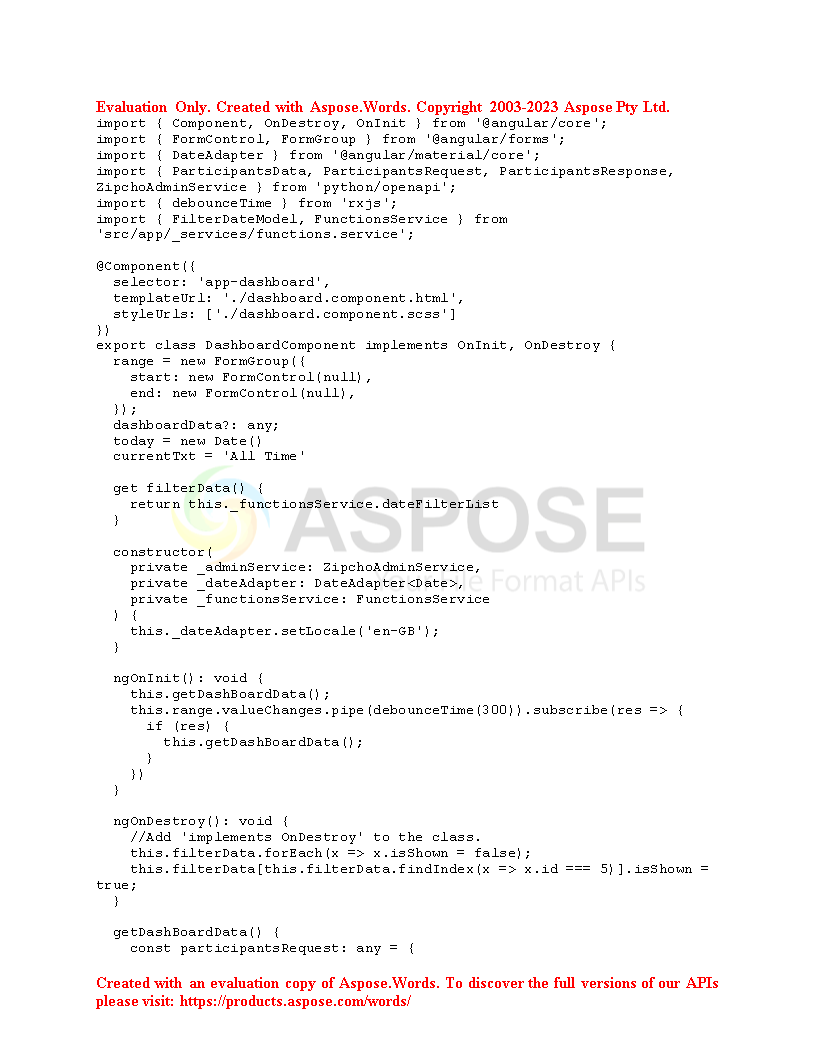 Evaluation Only. Created with Aspose.Words. Copyright 2003-2023 Aspose Pty Ltd.
import { Component, OnDestroy, OnInit } from '@angular/core';
import { FormControl, FormGroup } from '@angular/forms';
import { DateAdapter } from '@angular/material/core';
import { ParticipantsData, ParticipantsRequest, ParticipantsResponse,
ZipchoAdminService } from 'python/openapi';
import { debounceTime } from 'rxjs';
import { FilterDateModel, FunctionsService } from
'src/app/_services/functions.service';

@Component({
  selector: 'app-dashboard',
  templateUrl: './dashboard.component.html',
  styleUrls: ['./dashboard.component.scss']
})
export class DashboardComponent implements OnInit, OnDestroy {
  range = new FormGroup({
    start: new FormControl(null),
    end: new FormControl(null),
  });
  dashboardData?: any;
  today = new Date()
  currentTxt = 'All Time'

  get filterData() {
    return this._functionsService.dateFilterList
  }
ASPOSE

  constructor(
    private _adminService: ZipchoAdminService,
    private _dateAdapter: DateAdapter<Date>,
File Format APIs
    private _functionsService: FunctionsService
  ) {
    this._dateAdapter.setLocale('en-GB');
  }

  ngOnInit(): void {
    this.getDashBoardData();
    this.range.valueChanges.pipe(debounceTime(300)).subscribe(res => {
      if (res) {
        this.getDashBoardData();
      }
    })
  }

  ngOnDestroy(): void {
    //Add 'implements OnDestroy' to the class.
    this.filterData.forEach(x => x.isShown = false);
    this.filterData[this.filterData.findIndex(x => x.id === 5)].isShown =
true;
  }

  getDashBoardData() {
    const participantsRequest: any = {

Created with an evaluation copy of Aspose.Words. To discover the full versions of our APIs
please visit: https://products.aspose.com/words/